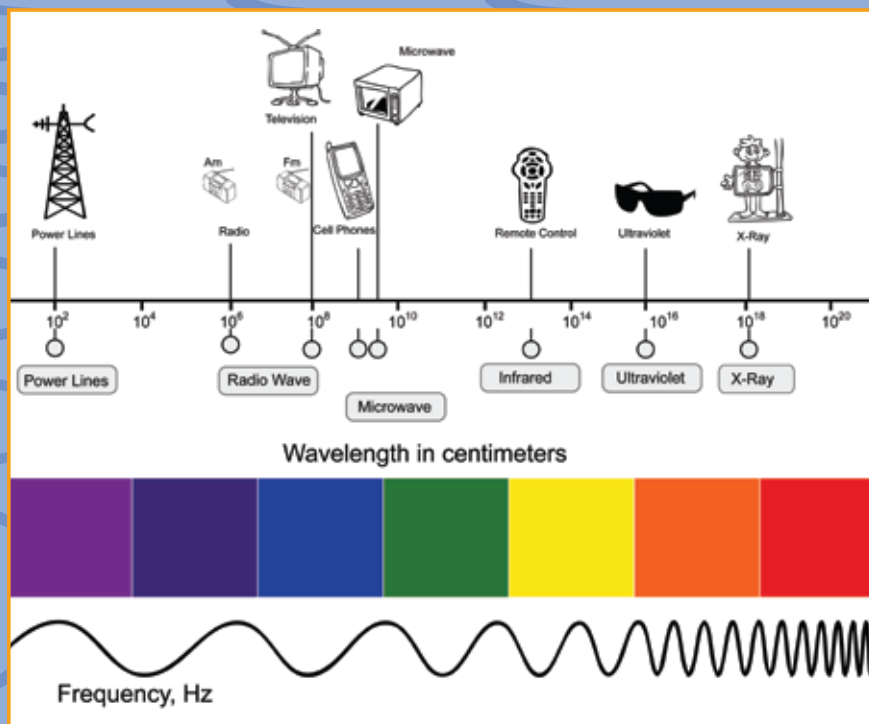 Microwave
Television
Am
Fm
Power Lines
Radio
Cell Phones
Remote Control
Ultraviolet
X-Ray
10²
10⁴
10⁶
10⁸
10¹⁰
10¹²
10¹⁴
10¹⁶
10¹⁸
10²⁰
Power Lines
Radio Wave
Microwave
Infrared
Ultraviolet
X-Ray
Wavelength in centimeters
Frequency, Hz